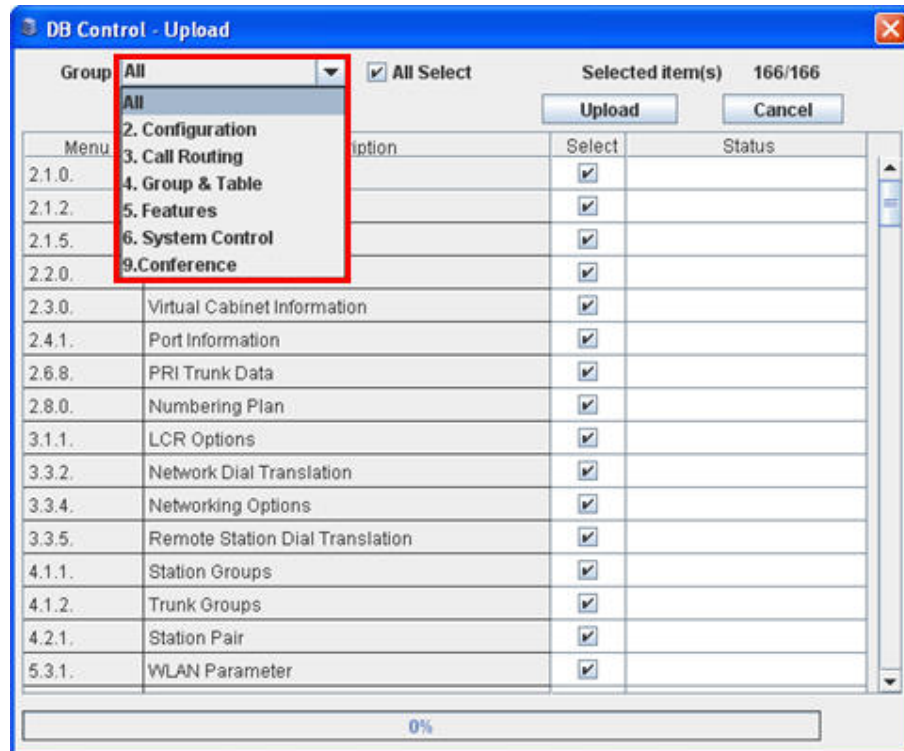 DB Control - Upload
Group All All Select Selected item(s) 166/166
All
2. Configuration
3. Call Routing
4. Group & Table
5. Features
6. System Control
9.Conference
Upload Cancel
Menu Select Status
2.1.0.
2.1.2.
2.1.5.
2.2.0.
2.3.0. Virtual Cabinet Information
2.4.1. Port Information
2.6.8. PRI Trunk Data
2.8.0. Numbering Plan
3.1.1. LCR Options
3.3.2. Network Dial Translation
3.3.4. Networking Options
3.3.5. Remote Station Dial Translation
4.1.1. Station Groups
4.1.2. Trunk Groups
4.2.1. Station Pair
5.3.1. WLAN Parameter
0%